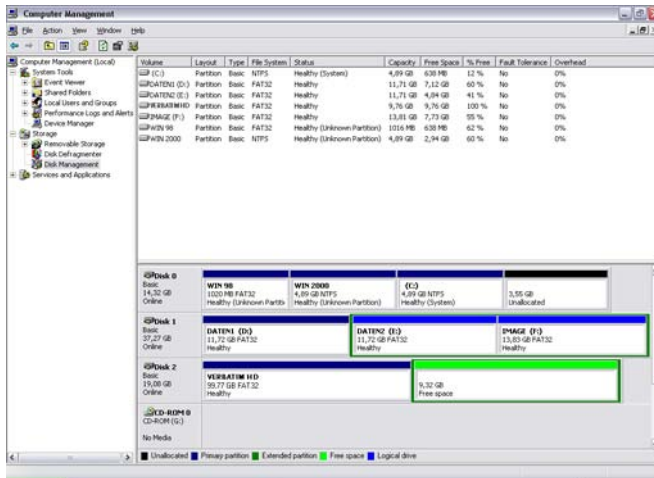 Computer Management
File Action View Window Help
Computer Management (Local)
System Tools
Event Viewer
Shared Folders
Local Users and Groups
Performance Logs and Alerts
Device Manager
Storage
Removable Storage
Disk Defragmenter
Disk Management
Services and Applications
Volume Layout Type File System Status Capacity Free Space % Free Fault Tolerance Overhead
(C:) Partition Basic NTFS Healthy (System) 4,89 GB 638 MB 12 % No 0%
DATEN1 (D:) Partition Basic FAT32 Healthy 11,71 GB 7,12 GB 60 % No 0%
DATEN2 (E:) Partition Basic FAT32 Healthy 11,71 GB 4,84 GB 41 % No 0%
VERBATIM HD Partition Basic FAT32 Healthy 9,76 GB 9,76 GB 100 % No 0%
IMAGE (F:) Partition Basic FAT32 Healthy 13,81 GB 7,73 GB 55 % No 0%
WIN 98 Partition Basic FAT32 Healthy (Unknown Partition) 1016 MB 638 MB 62 % No 0%
WIN 2000 Partition Basic NTFS Healthy (Unknown Partition) 4,89 GB 2,94 GB 60 % No 0%
Disk 0
Basic
14,32 GB
Online
WIN 98
1020 MB FAT32
Healthy (Unknown Partiti
WIN 2000
4,89 GB NTFS
Healthy (Unknown Partition)
(C:)
4,89 GB NTFS
Healthy (System)
3,55 GB
Unallocated
Disk 1
Basic
37,27 GB
Online
DATEN1 (D:)
11,72 GB FAT32
Healthy
DATEN2 (E:)
11,72 GB FAT32
Healthy
IMAGE (F:)
13,83 GB FAT32
Healthy
Disk 2
Basic
19,08 GB
Online
VERBATIM HD
99.77 GB FAT32
Healthy
9,32 GB
Free space
CD-ROM 0
CD-ROM (G:)
No Media
Unallocated Primary partition Extended partition Free space Logical drive